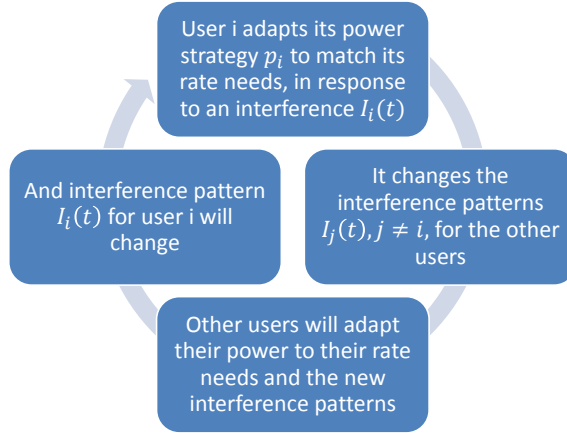 User i adapts its power
strategy p_i to match its
rate needs, in response
to an interference I_i(t)
It changes the
interference patterns
I_j(t), j ≠ i, for the other
users
Other users will adapt
their power to their rate
needs and the new
interference patterns
And interference pattern
I_i(t) for user i will
change